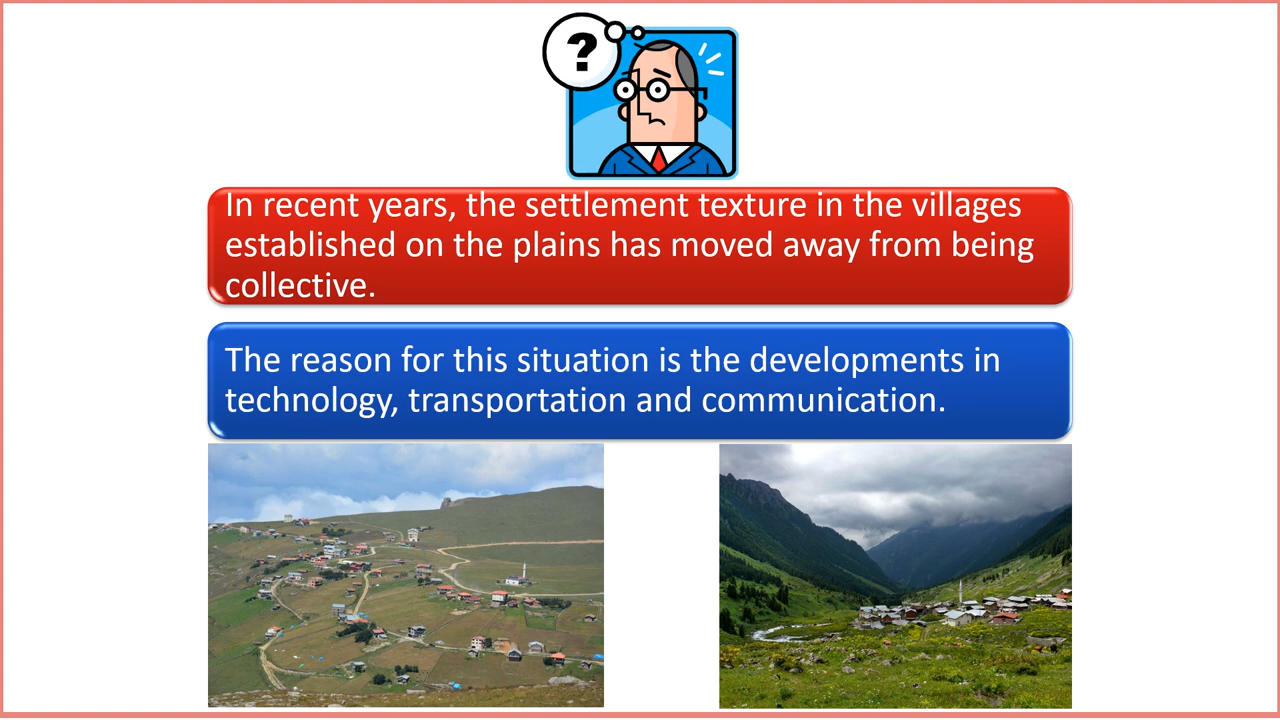 ?
In recent years, the settlement texture in the villages
established on the plains has moved away from being
collective.
The reason for this situation is the developments in
technology, transportation and communication.